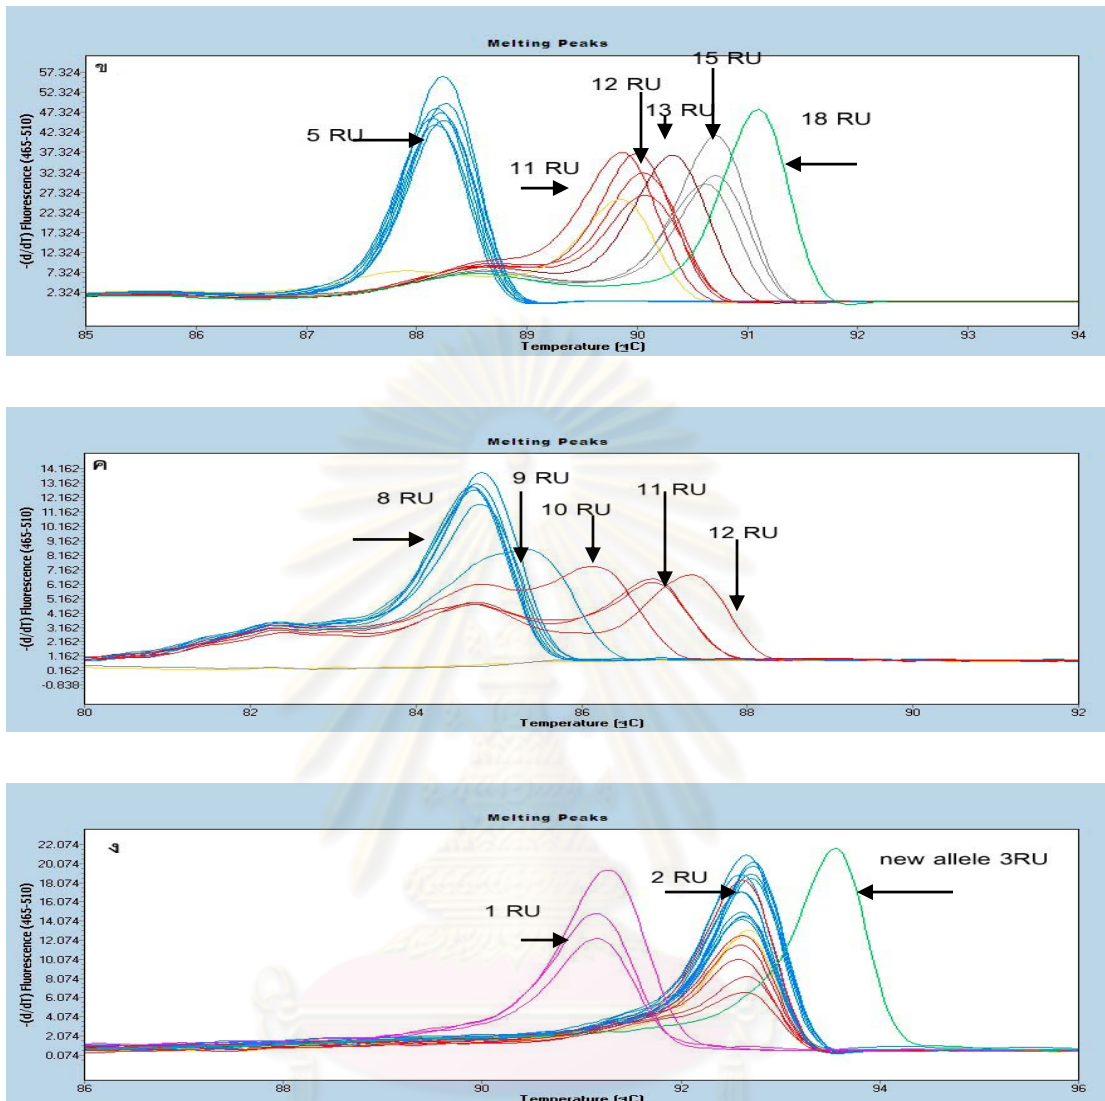 Melting Peaks
ข
-(d/dT) Fluorescence (465-510)
57.324
52.324
47.324
42.324
37.324
32.324
27.324
22.324
17.324
12.324
7.324
2.324
5 RU
11 RU
12 RU
13 RU
15 RU
18 RU
85 86 87 88 89 90 91 92 93 94
Temperature (ºC)
Melting Peaks
ค
-(d/dT) Fluorescence (465-510)
14.162
13.162
12.162
11.162
10.162
9.162
8.162
7.162
6.162
5.162
4.162
3.162
2.162
1.162
0.162
-0.838
8 RU
9 RU
10 RU
11 RU
12 RU
80 82 84 86 88 90 92
Temperature (ºC)
Melting Peaks
ง
-(d/dT) Fluorescence (465-510)
22.074
20.074
18.074
16.074
14.074
12.074
10.074
8.074
6.074
4.074
2.074
0.074
1 RU
2 RU
new allele 3RU
86 88 90 92 94 96
Temperature (ºC)